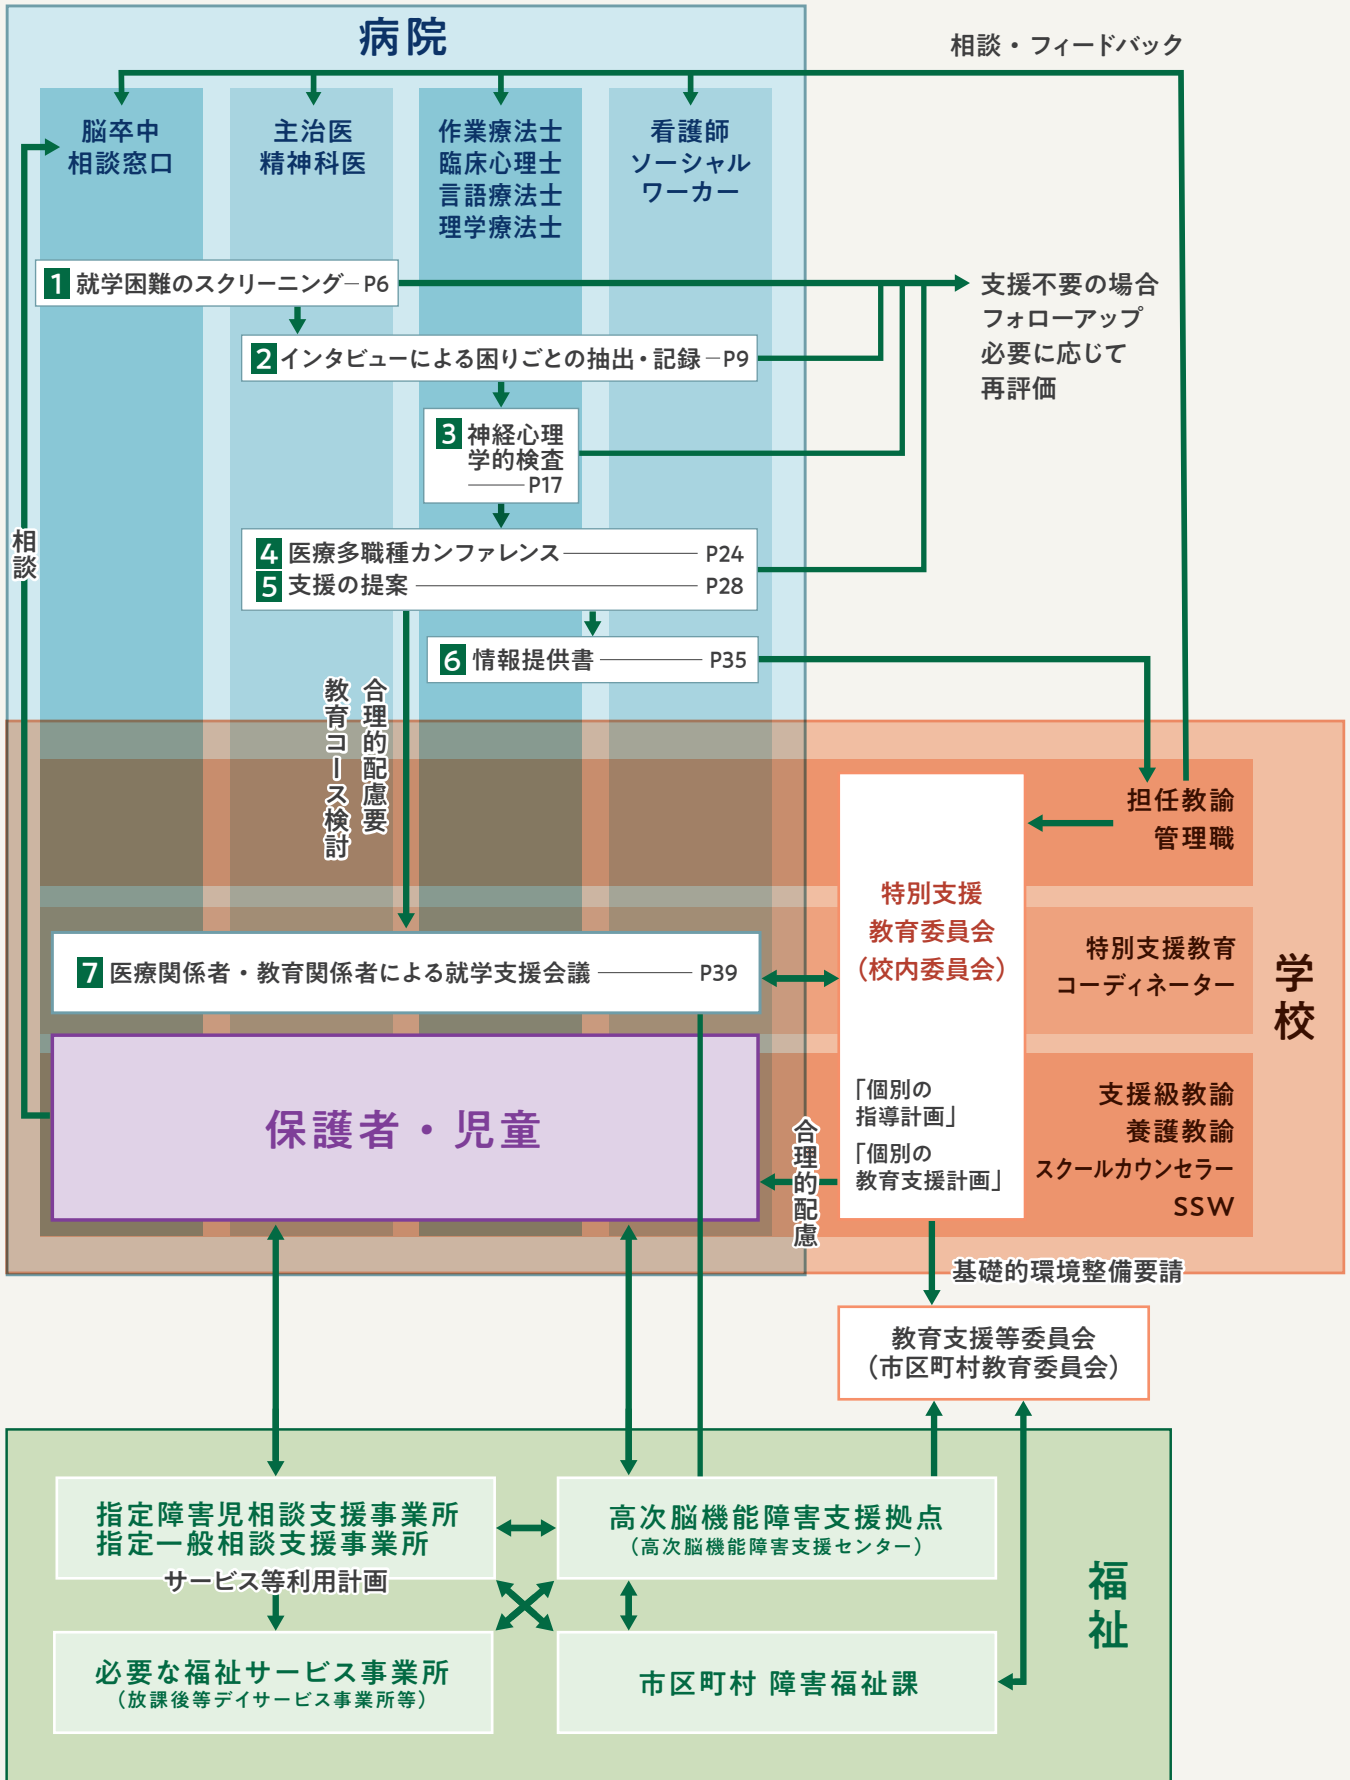 病院
相談・フィードバック
脳卒中
相談窓口
主治医
精神科医
作業療法士
臨床心理士
言語療法士
理学療法士
看護師
ソーシャル
ワーカー
1 就学困難のスクリーニング—P6
支援不要の場合
フォローアップ
必要に応じて
再評価
2 インタビューによる困りごとの抽出・記録—P9
3 神経心理
学的検査
—P17
4 医療多職種カンファレンス—P24
5 支援の提案—P28
相談
6 情報提供書—P35
合理的配慮要
教育コース検討
担任教諭
管理職
特別支援
教育委員会
（校内委員会）
特別支援教育
コーディネーター
学校
7 医療関係者・教育関係者による就学支援会議—P39
保護者・児童
「個別の
指導計画」
「個別の
教育支援計画」
合理的配慮
支援級教諭
養護教諭
スクールカウンセラー
SSW
基礎的環境整備要請
教育支援等委員会
（市区町村教育委員会）
指定障害児相談支援事業所
指定一般相談支援事業所
サービス等利用計画
高次脳機能障害支援拠点
（高次脳機能障害支援センター）
福祉
必要な福祉サービス事業所
（放課後等デイサービス事業所等）
市区町村 障害福祉課